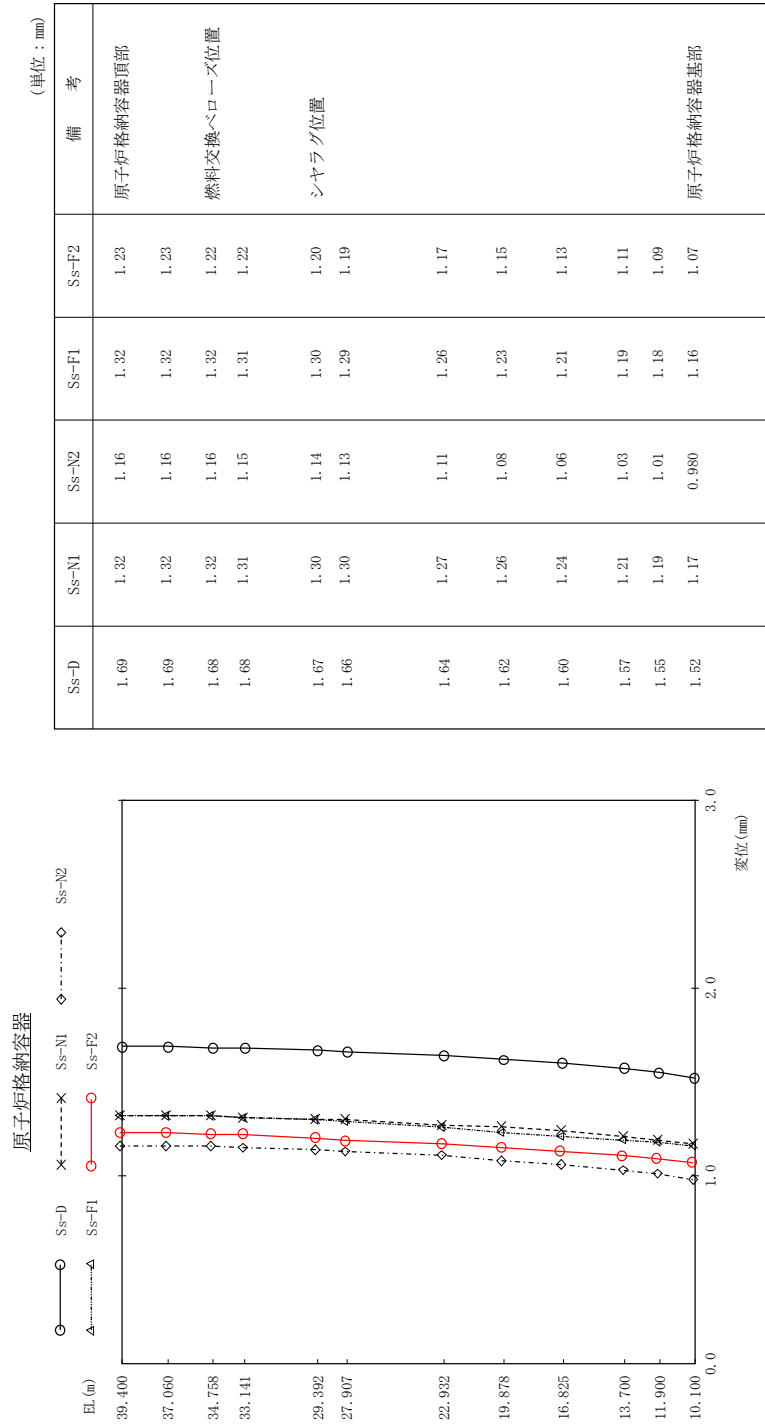 原子炉格納容器
Ss-D Ss-N1 Ss-N2
Ss-F1 Ss-F2
EL(m)
39.400
37.060
34.758
33.141
29.392
27.907
22.932
19.878
16.825
13.700
11.900
10.100
0.0 1.0 2.0 3.0
変位(mm)
(単位:mm)
Ss-D Ss-N1 Ss-N2 Ss-F1 Ss-F2 備 考
1.69 1.32 1.16 1.32 1.23 原子炉格納容器頂部
1.69 1.32 1.16 1.32 1.23
1.68 1.32 1.16 1.32 1.22 燃料交換ベローズ位置
1.68 1.31 1.15 1.31 1.22
1.67 1.30 1.14 1.30 1.20 シヤラグ位置
1.66 1.30 1.13 1.29 1.19
1.64 1.27 1.11 1.26 1.17
1.62 1.26 1.08 1.23 1.15
1.60 1.24 1.06 1.21 1.13
1.57 1.21 1.03 1.19 1.11
1.55 1.19 1.01 1.18 1.09
1.52 1.17 0.980 1.16 1.07 原子炉格納容器基部